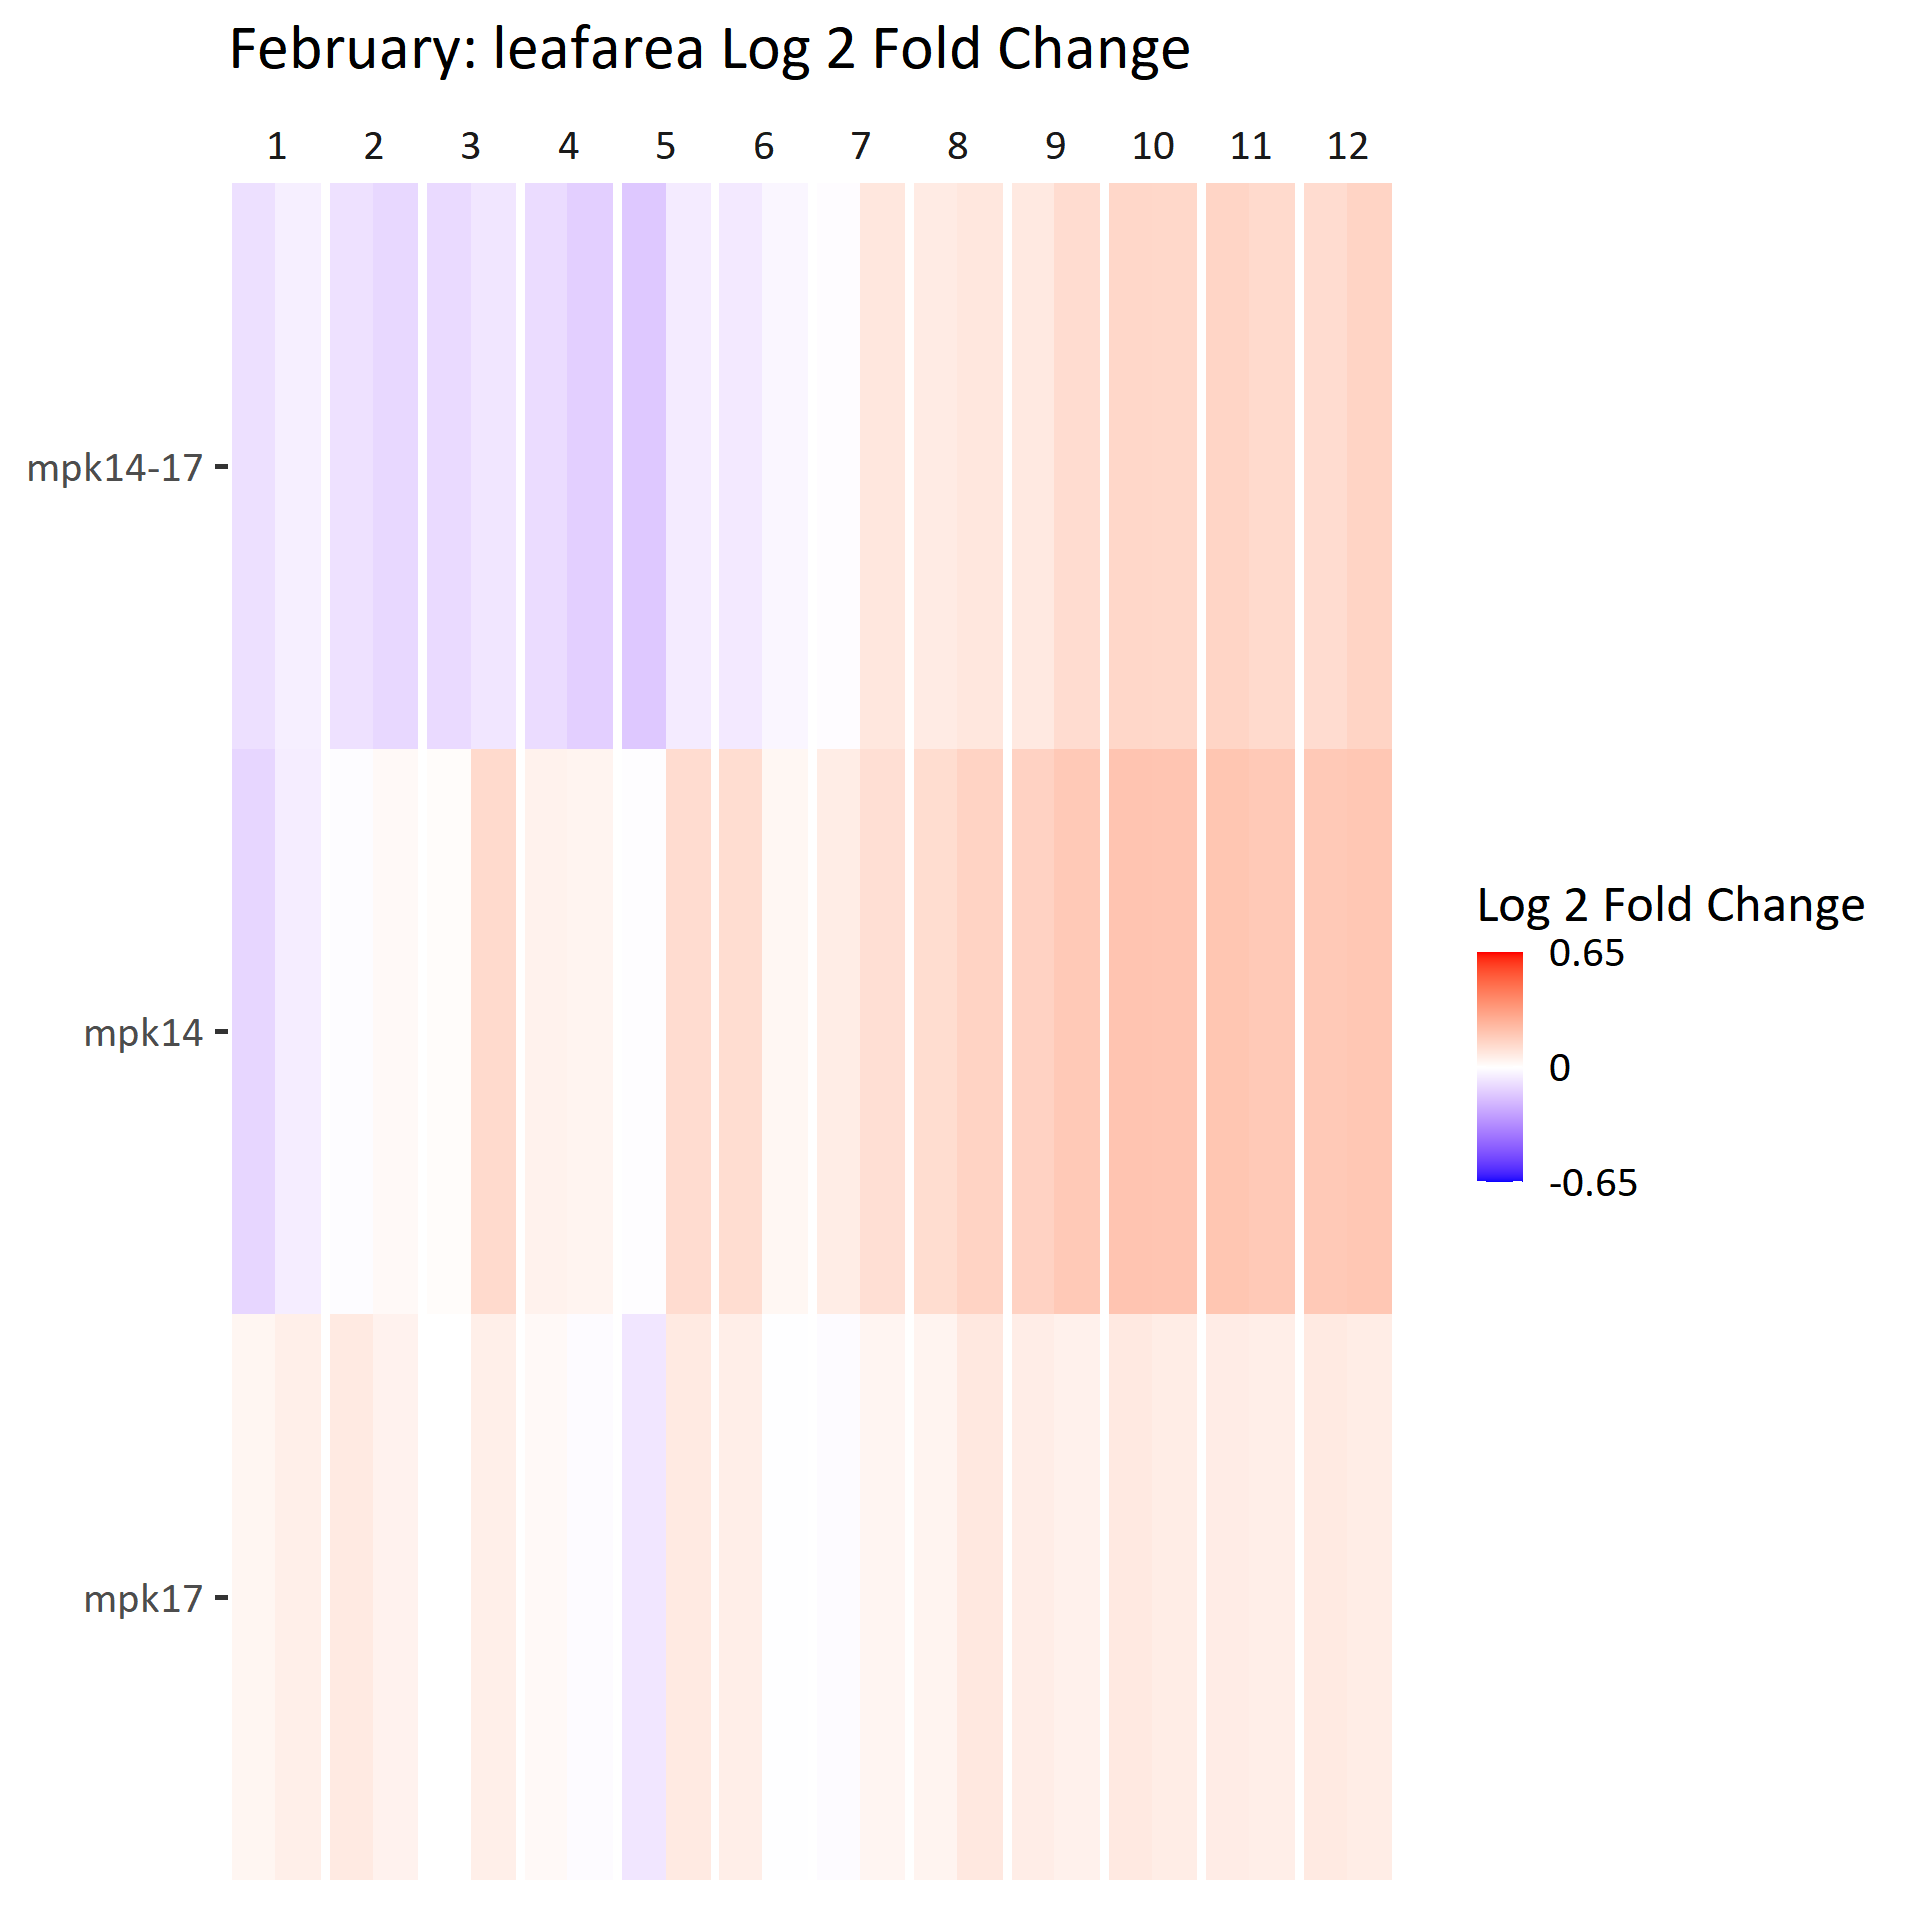 February: leafarea Log 2 Fold Change
1 2 3 4 5 6 7 8 9 10 11 12
mpk14-17
mpk14
mpk17
Log 2 Fold Change
0.65
0
-0.65